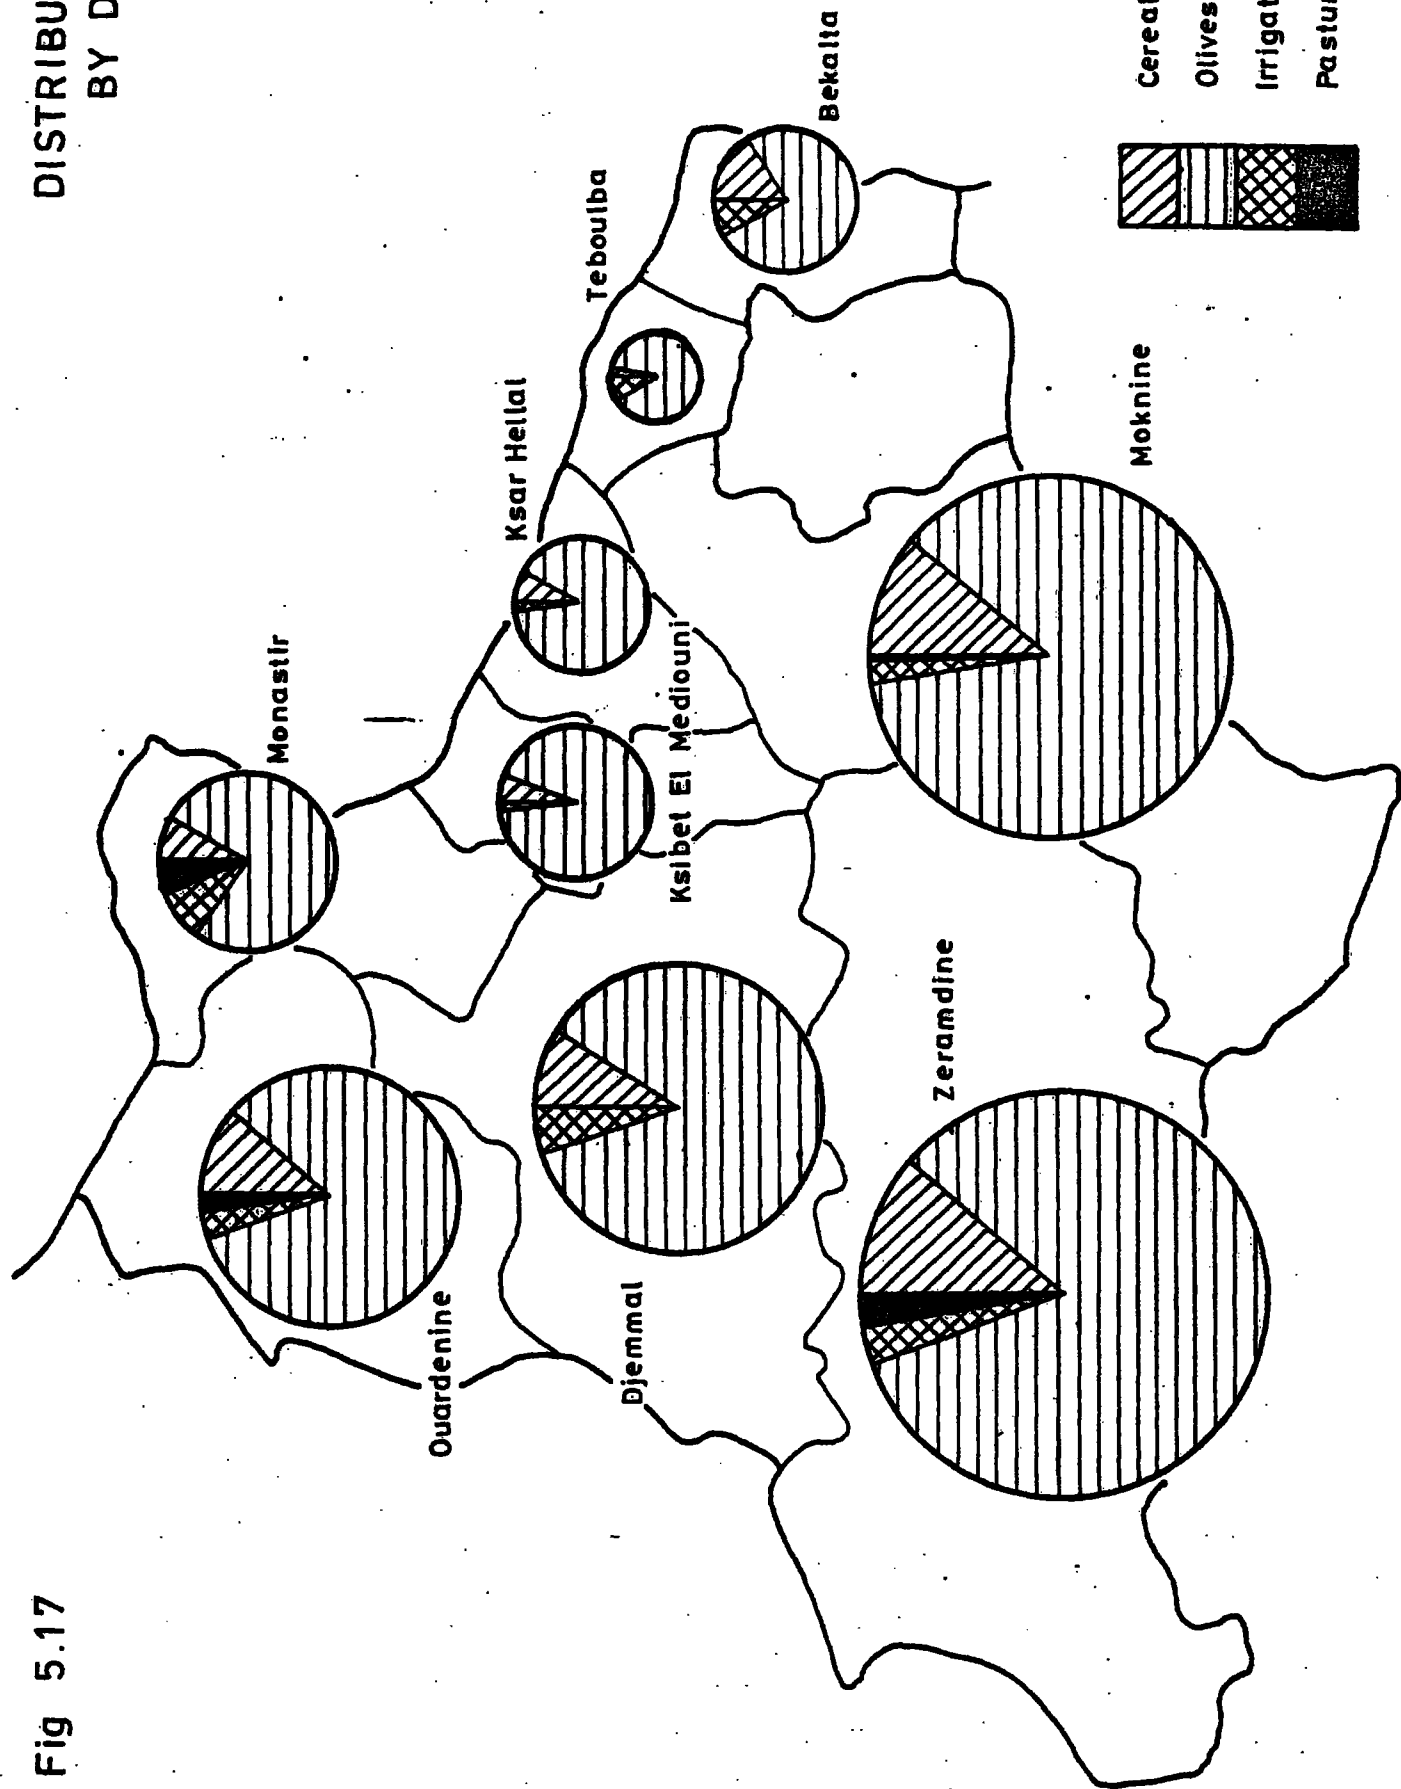 Fig 5.17
DISTRIBU
BY D
Monastir
Ouardenine
Ksar Hellal
Teboulba
Ksibet El Mediouni
Djemmal
Bekalta
Zeramdine
Moknine
Cereal
Olives
Irrigat
Pastu